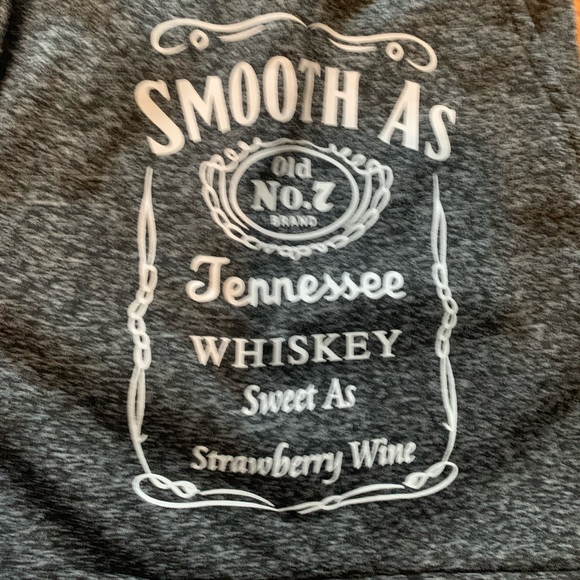 SMOOTH AS
Old
No.7
BRAND
Tennessee
WHISKEY
Sweet As
Strawberry Wine